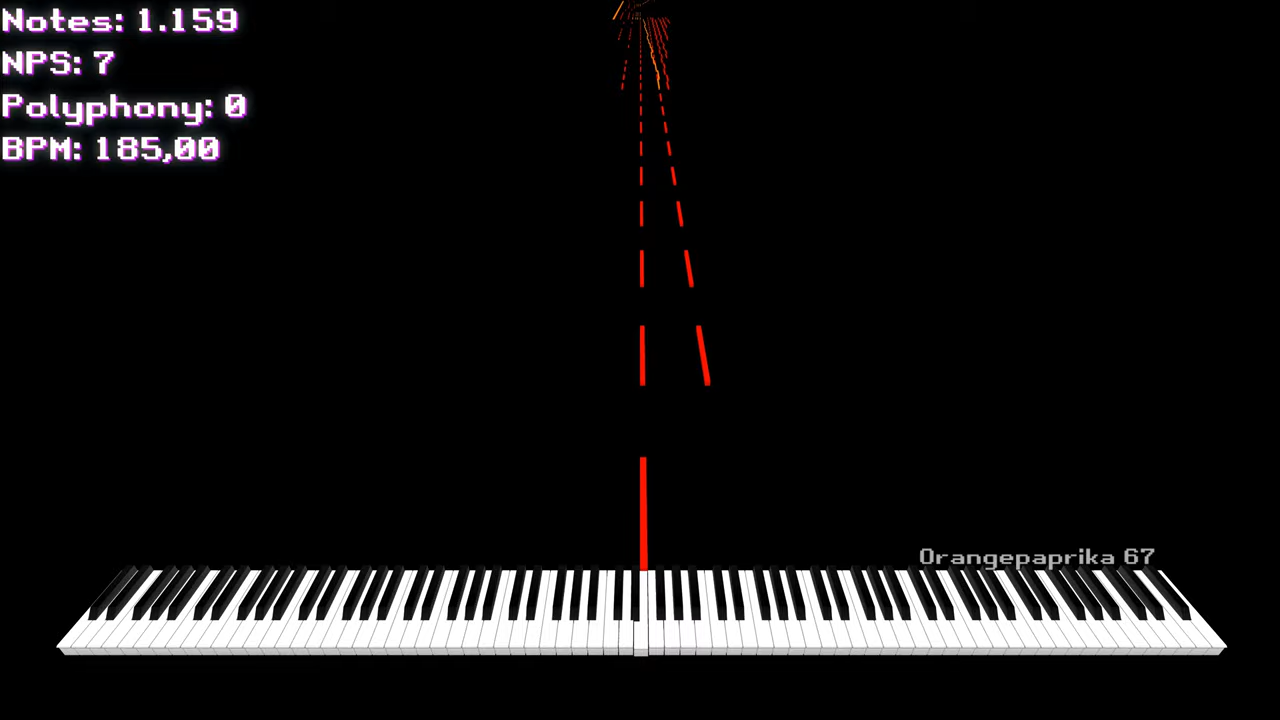 Notes: 1.159
NPS: 7
Polyphony: 0
BPM: 185,00
Orangepaprika 67